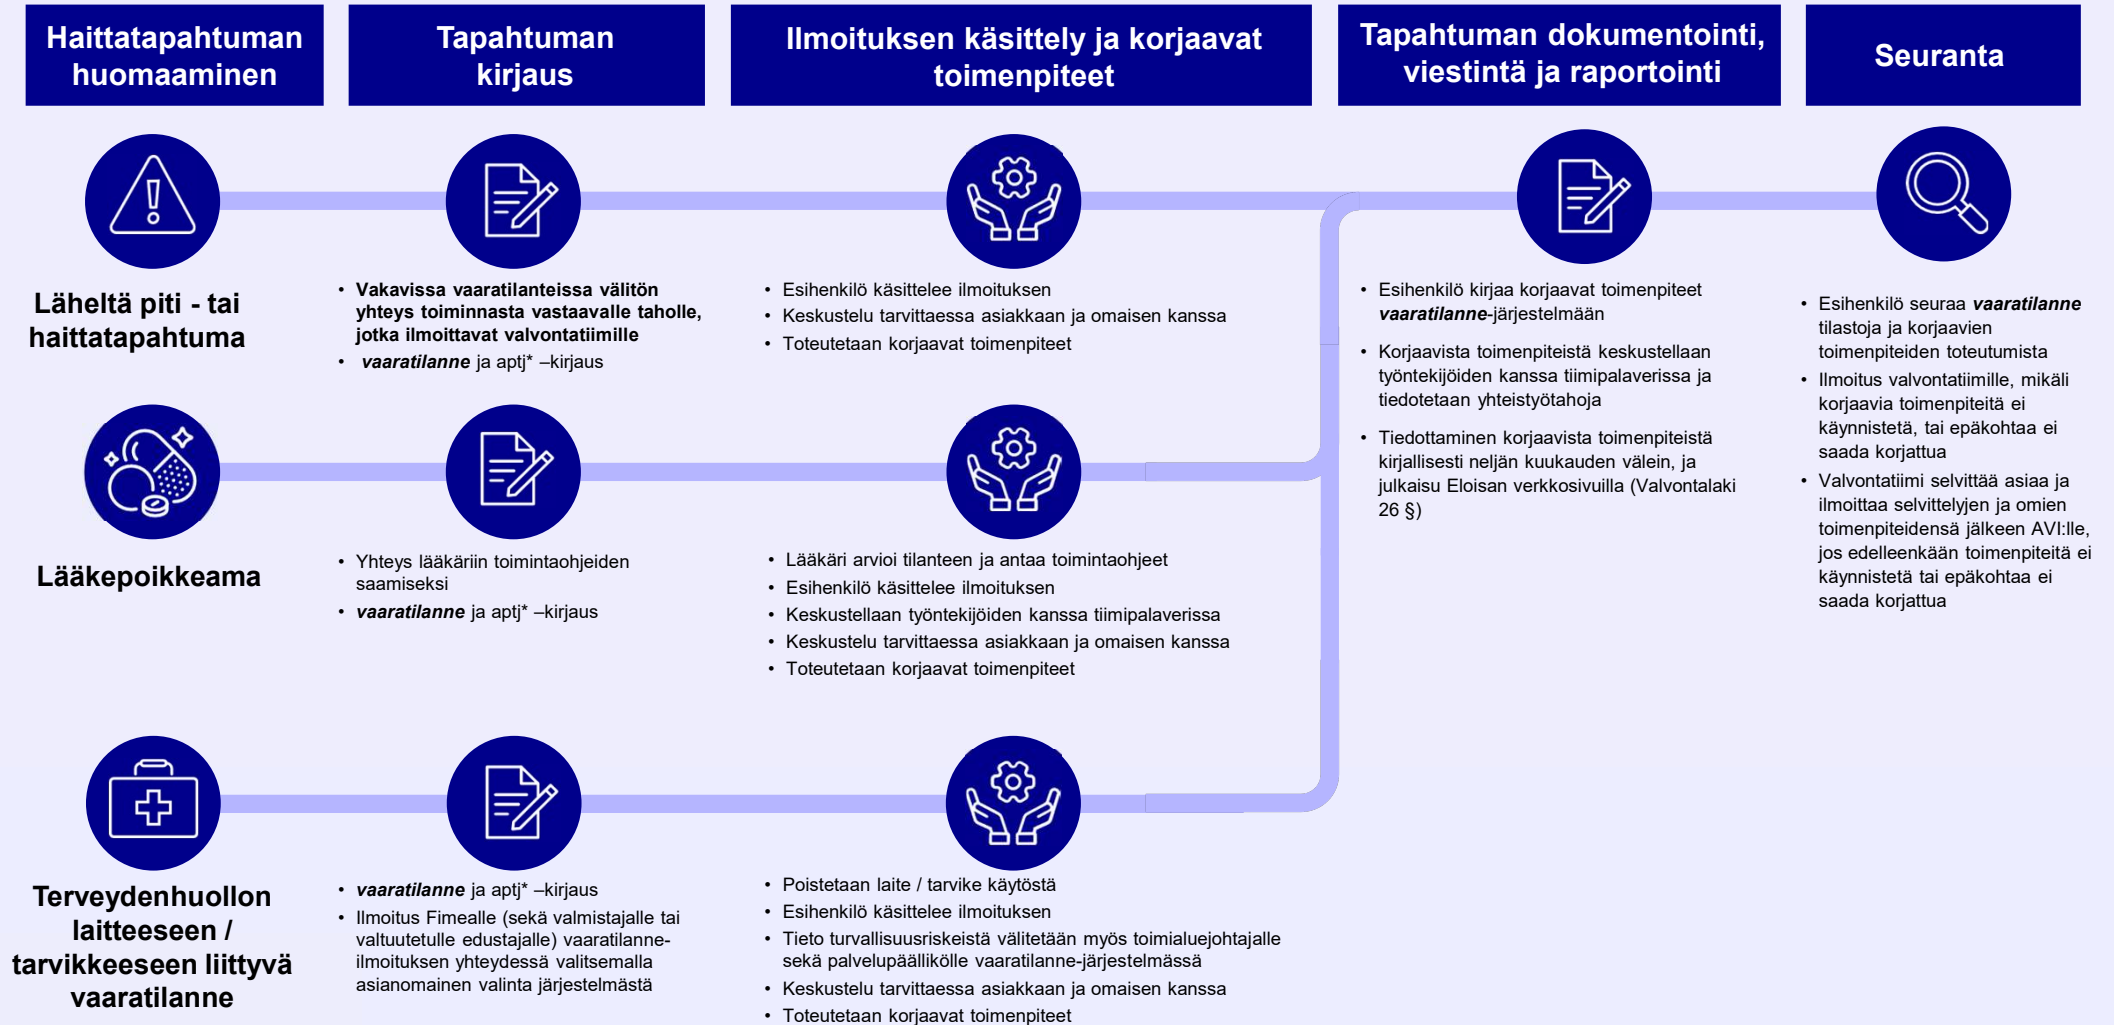 Haittatapahtuman
huomaaminen
Tapahtuman
kirjaus
Ilmoituksen käsittely ja korjaavat
toimenpiteet
Tapahtuman dokumentointi,
viestintä ja raportointi
Seuranta
Läheltä piti - tai
haittatapahtuma
• Vakavissa vaaratilanteissa välitön
yhteys toiminnasta vastaavalle taholle,
jotka ilmoittavat valvontatiimille
• vaaratilanne ja aptj* –kirjaus
• Esihenkilö käsittelee ilmoituksen
• Keskustelu tarvittaessa asiakkaan ja omaisen kanssa
• Toteutetaan korjaavat toimenpiteet
• Esihenkilö kirjaa korjaavat toimenpiteet
vaaratilanne-järjestelmään
• Korjaavista toimenpiteistä keskustellaan
työntekijöiden kanssa tiimipalaverissa ja
tiedotetaan yhteistyötahoja
• Tiedottaminen korjaavista toimenpiteistä
kirjallisesti neljän kuukauden välein, ja
julkaisu Eloisan verkkosivuilla (Valvontalaki
26 §)
• Esihenkilö seuraa vaaratilanne
tilastoja ja korjaavien
toimenpiteiden toteutumista
• Ilmoitus valvontatiimille, mikäli
korjaavia toimenpiteitä ei
käynnistetä, tai epäkohtaa ei
saada korjattua
• Valvontatiimi selvittää asiaa ja
ilmoittaa selvittelyjen ja omien
toimenpiteidensä jälkeen AVI:lle,
jos edelleenkään toimenpiteitä ei
käynnistetä tai epäkohtaa ei
saada korjattua
Lääkepoikkeama
• Yhteys lääkäriin toimintaohjeiden
saamiseksi
• vaaratilanne ja aptj* –kirjaus
• Lääkäri arvioi tilanteen ja antaa toimintaohjeet
• Esihenkilö käsittelee ilmoituksen
• Keskustellaan työntekijöiden kanssa tiimipalaverissa
• Keskustelu tarvittaessa asiakkaan ja omaisen kanssa
• Toteutetaan korjaavat toimenpiteet
Terveydenhuollon
laitteeseen /
tarvikkeeseen liittyvä
vaaratilanne
• vaaratilanne ja aptj* –kirjaus
• Ilmoitus Fimealle (sekä valmistajalle tai
valtuutetulle edustajalle) vaaratilanne-
ilmoituksen yhteydessä valitsemalla
asianomainen valinta järjestelmästä
• Poistetaan laite / tarvike käytöstä
• Esihenkilö käsittelee ilmoituksen
• Tieto turvallisuusriskeistä välitetään myös toimialuejohtajalle
sekä palvelupäällikölle vaaratilanne-järjestelmässä
• Keskustelu tarvittaessa asiakkaan ja omaisen kanssa
• Toteutetaan korjaavat toimenpiteet